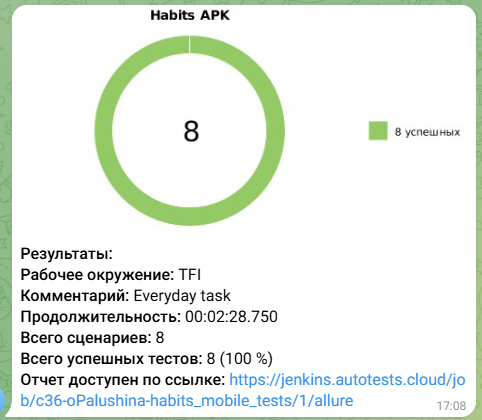 Habits APK
8
8 успешных
Результаты:
Рабочее окружение: TFI
Комментарий: Everyday task
Продолжительность: 00:02:28.750
Всего сценариев: 8
Всего успешных тестов: 8 (100 %)
Отчет доступен по ссылке: https://jenkins.autotests.cloud/jo
b/c36-oPalushina-habits_mobile_tests/1/allure
17:08